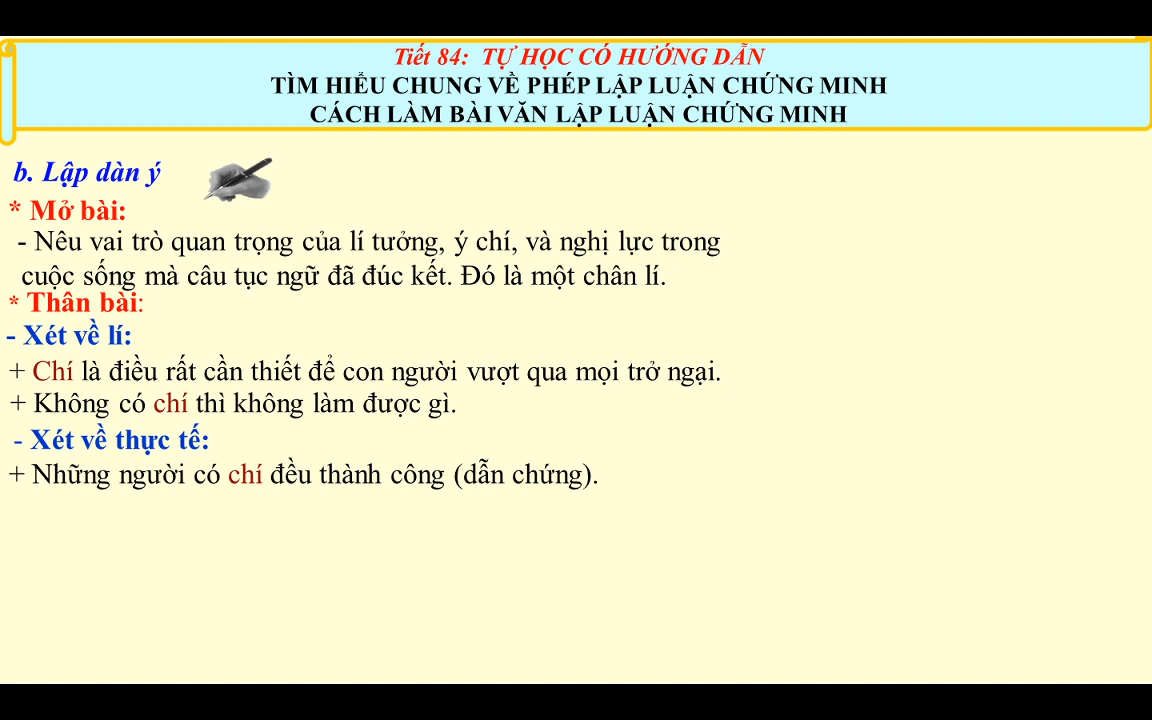 Tiết 84: TỰ HỌC CÓ HƯỚNG DẪN
TÌM HIỂU CHUNG VỀ PHÉP LẬP LUẬN CHỨNG MINH
CÁCH LÀM BÀI VĂN LẬP LUẬN CHỨNG MINH
b. Lập dàn ý
* Mở bài:
- Nêu vai trò quan trọng của lí tưởng, ý chí, và nghị lực trong
cuộc sống mà câu tục ngữ đã đúc kết. Đó là một chân lí.
* Thân bài:
- Xét về lí:
+ Chí là điều rất cần thiết để con người vượt qua mọi trở ngại.
+ Không có chí thì không làm được gì.
- Xét về thực tế:
+ Những người có chí đều thành công (dẫn chứng).